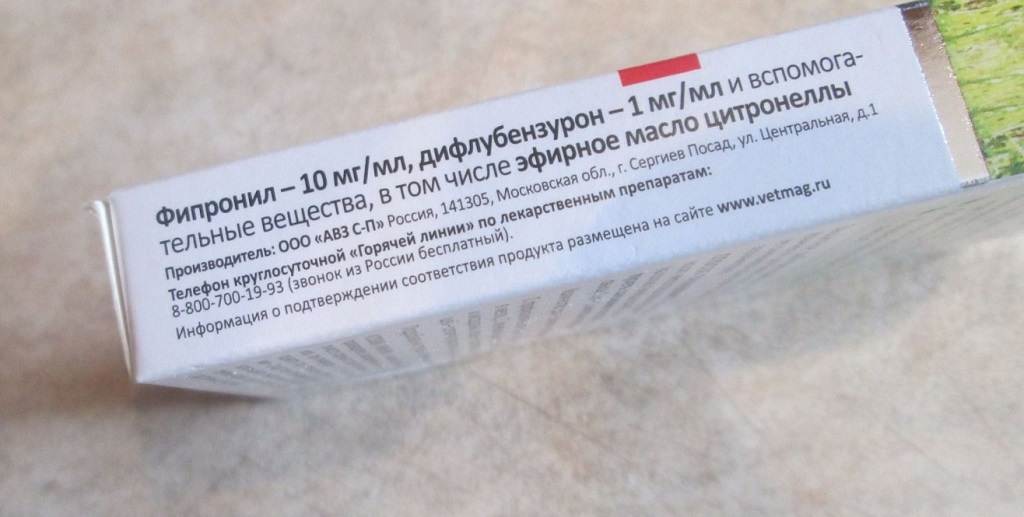 Фипронил – 10 мг/мл, дифлубензурон – 1 мг/мл и вспомога-
тельные вещества, в том числе эфирное масло цитронеллы
Производитель: ООО «АВЗ С-П» Россия, 141305, Московская обл., г. Сергиев Посад, ул. Центральная, д.1
Телефон круглосуточной «Горячей линии» по лекарственным препаратам:
8-800-700-19-93 (звонок из России бесплатный).
Информация о подтверждении соответствия продукта размещена на сайте www.vetmag.ru